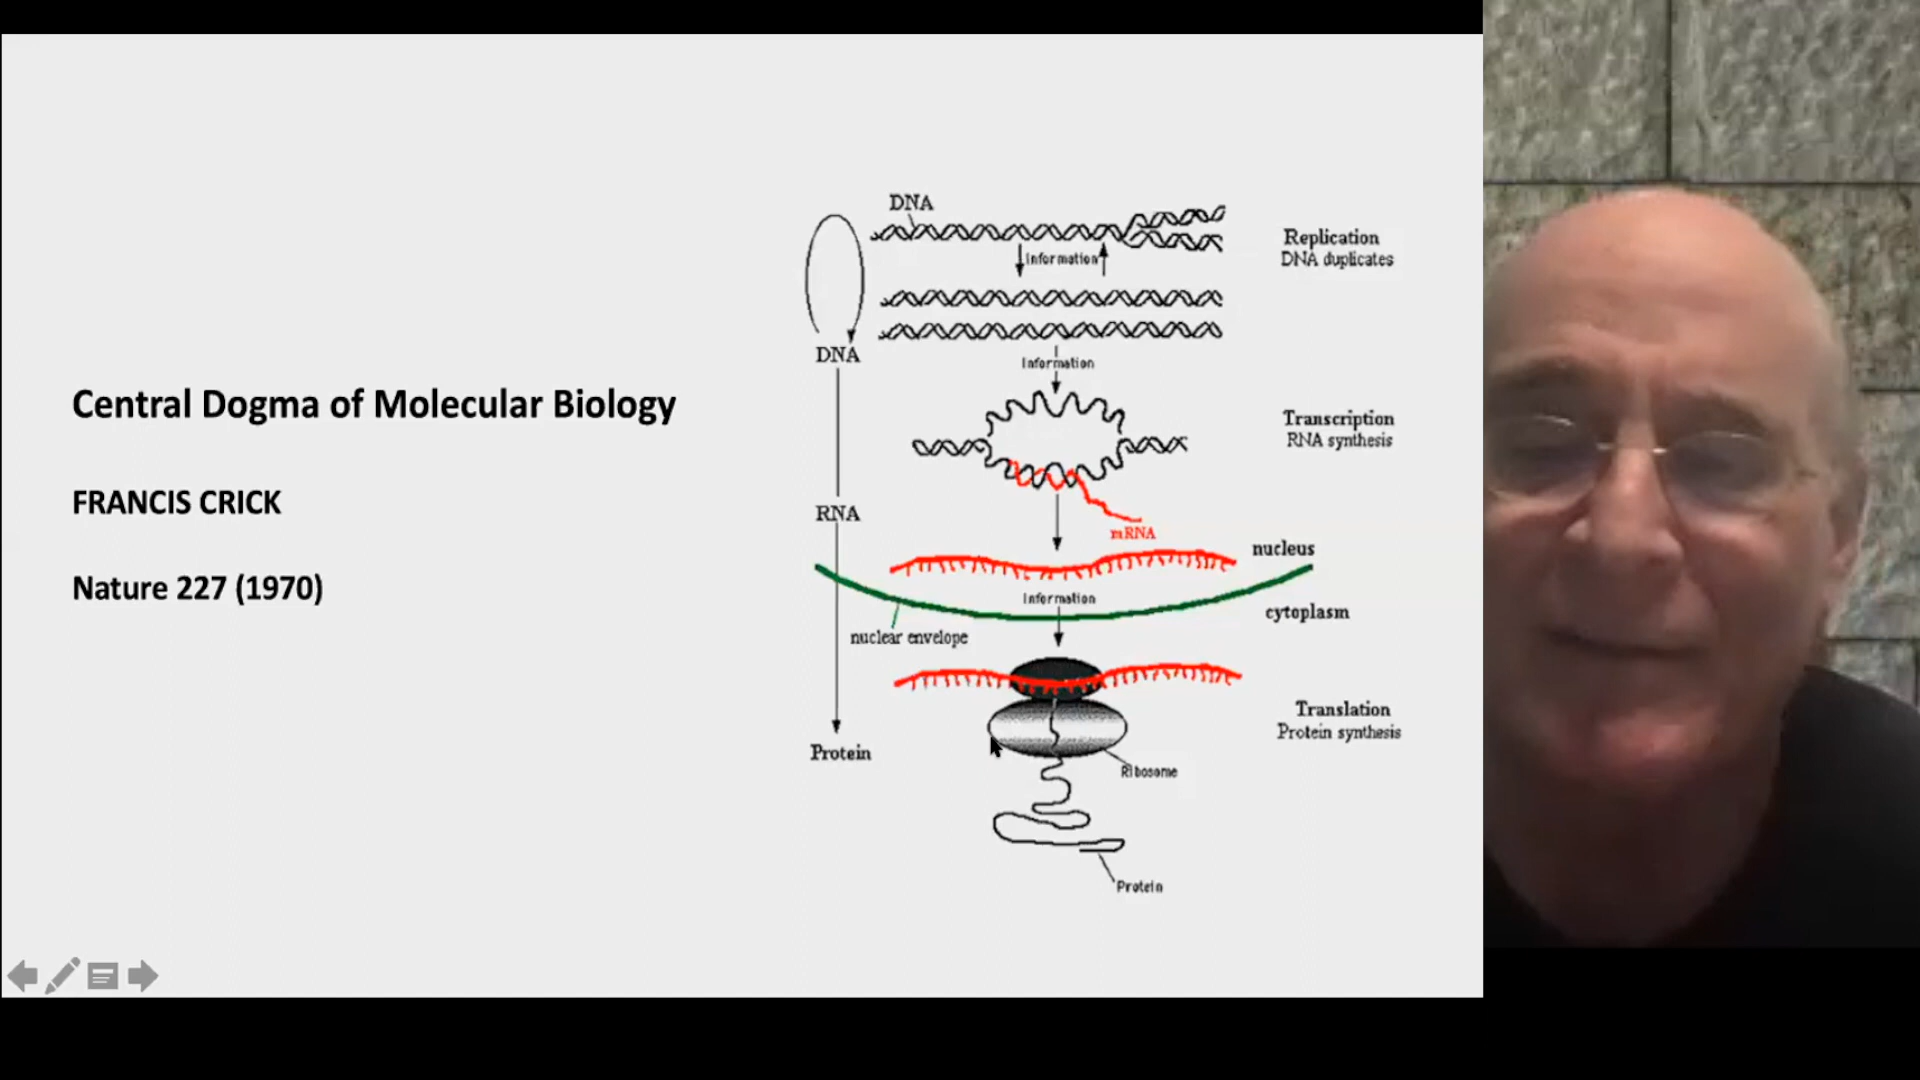 Central Dogma of Molecular Biology
FRANCIS CRICK
Nature 227 (1970)
DNA
Information
Replication
DNA duplicates
DNA
Information
Transcription
RNA synthesis
RNA
mRNA
nucleus
Information
cytoplasm
nuclear envelope
Translation
Protein synthesis
Protein
Ribosome
Protein